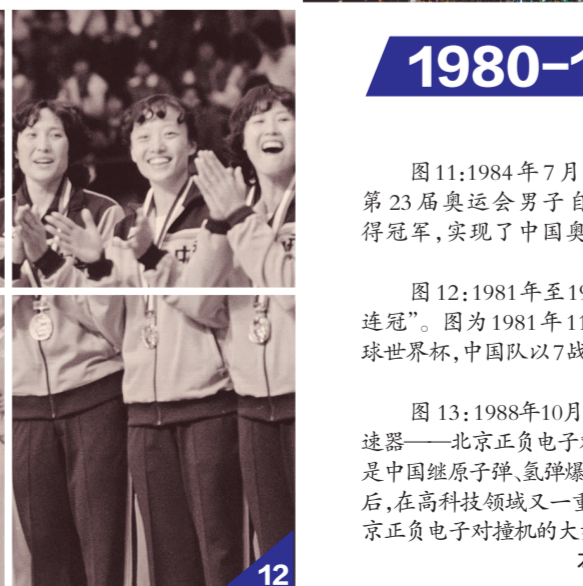 1980-1
图11:1984年7月
第23届奥运会男子自
得冠军,实现了中国奥
图12:1981年至19
连冠”。图为1981年11
球世界杯,中国队以7战
图13:1988年10月
速器——北京正负电子
是中国继原子弹、氢弹爆
后,在高科技领域又一重
京正负电子对撞机的大
12